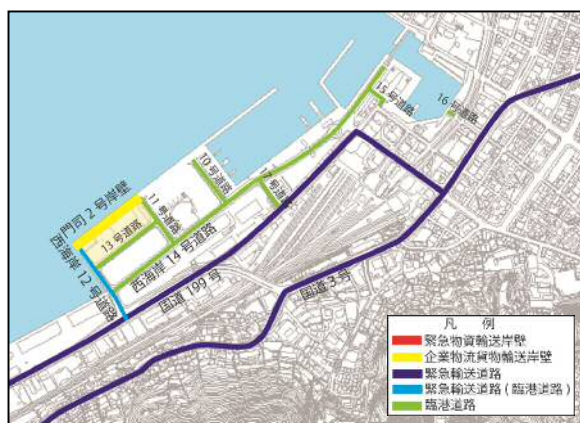 15号道路
16号道路
10号道路
17号道路
11号道路
西門司2号岸壁
13号道路
西海岸14号道路
西海岸12号道路
国道199号
国道3号
凡 例
緊急物資輸送岸壁
企業物流貨物輸送岸壁
緊急輸送道路
緊急輸送道路(臨港道路)
臨港道路